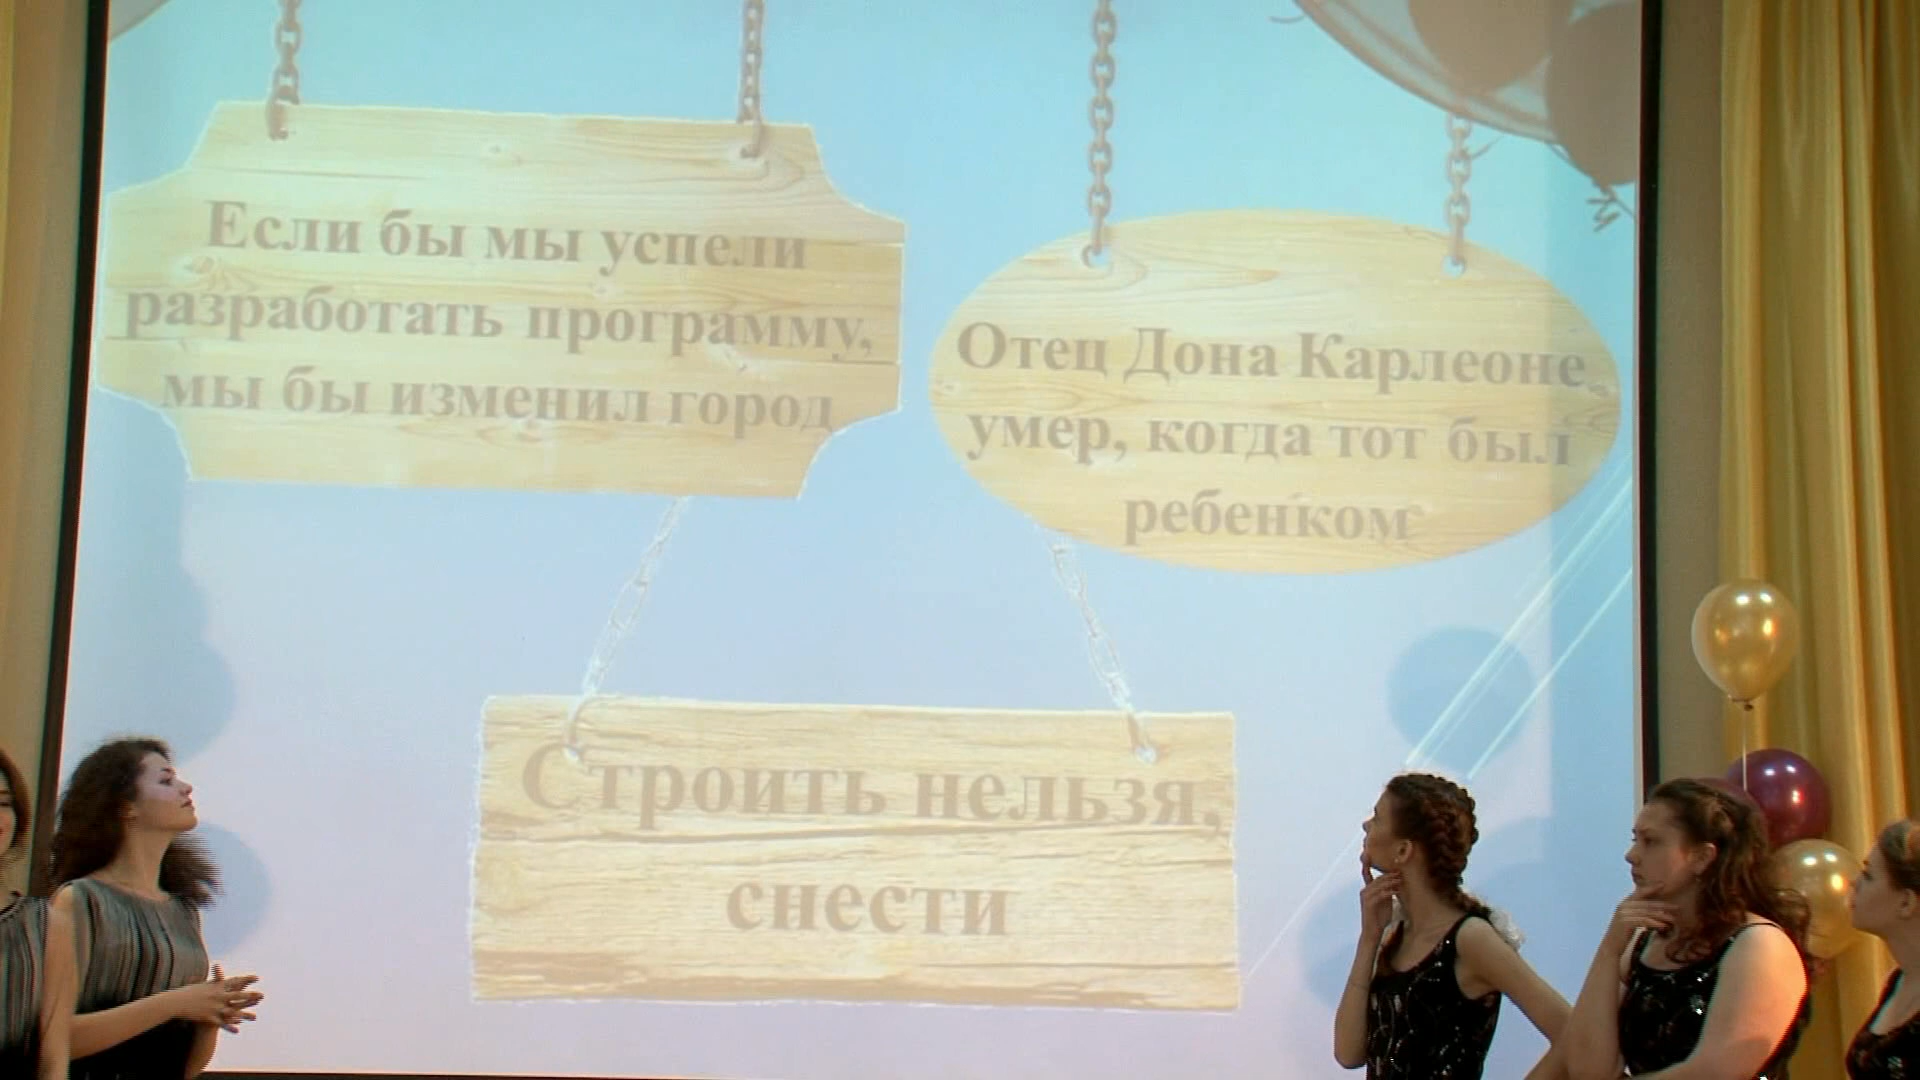 Если бы мы успели
разработать программу,
мы бы изменил город
Отец Дона Карлеоне
умер, когда тот был
ребенком
Строить нельзя,
снести